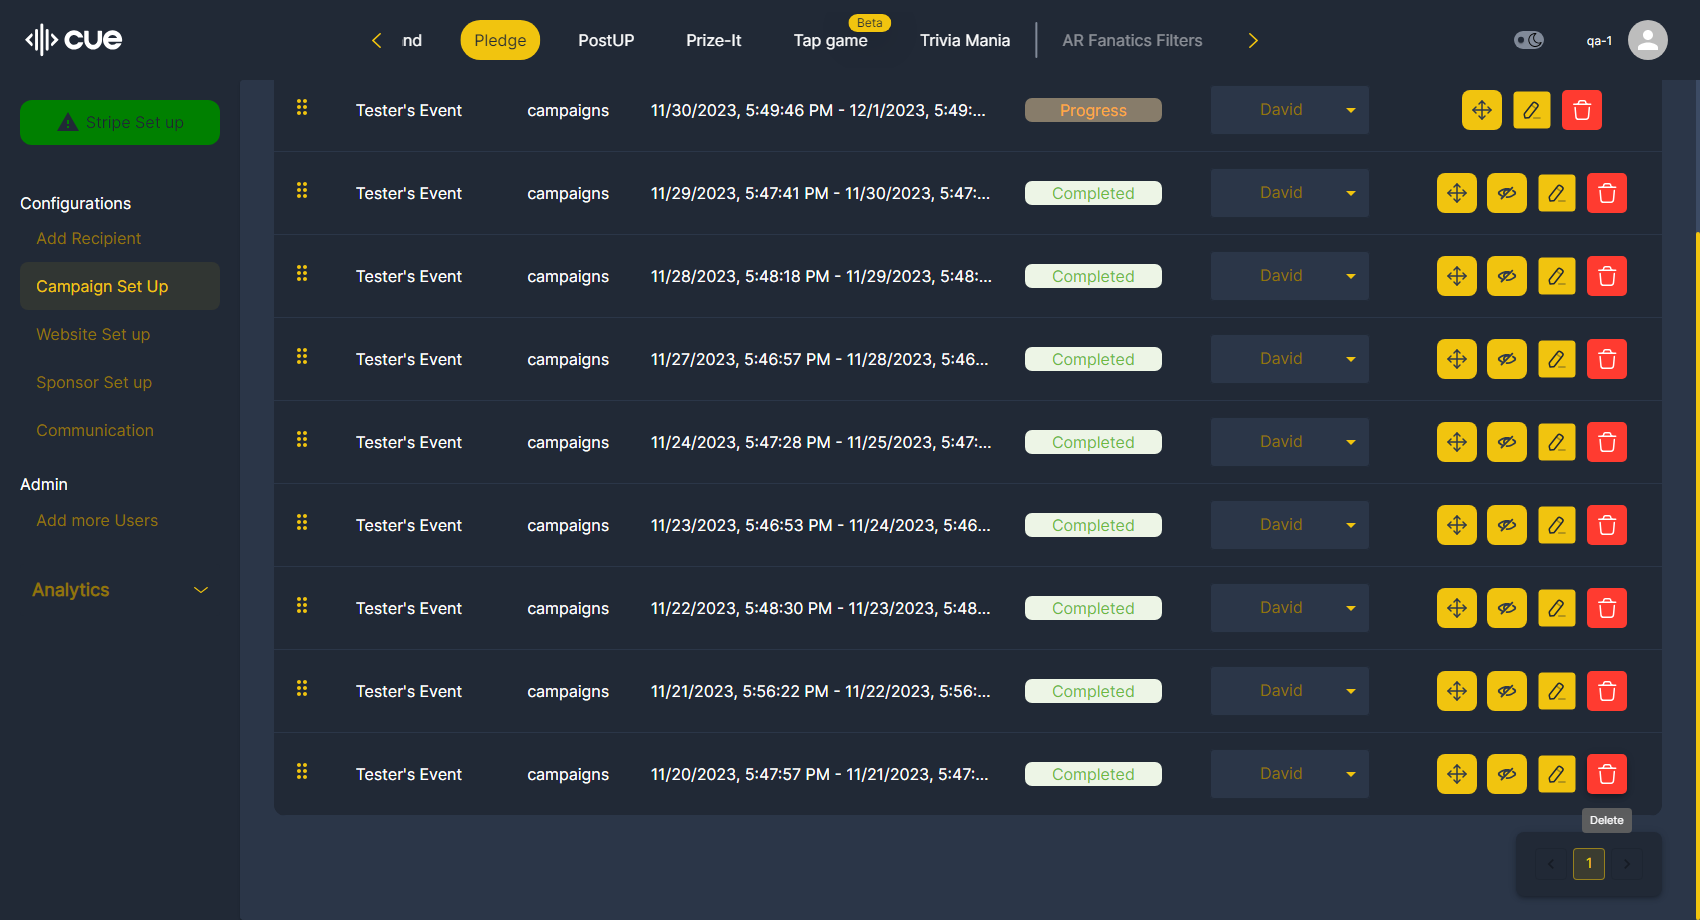 cue
nd
Pledge
PostUP
Prize-It
Beta
Tap game
Trivia Mania
AR Fanatics Filters
qa-1
Stripe Set up
Configurations
Add Recipient
Campaign Set Up
Website Set up
Sponsor Set up
Communication
Admin
Add more Users
Analytics
Tester's Event campaigns 11/30/2023, 5:49:46 PM - 12/1/2023, 5:49:... Progress David
Tester's Event campaigns 11/29/2023, 5:47:41 PM - 11/30/2023, 5:47:... Completed David
Tester's Event campaigns 11/28/2023, 5:48:18 PM - 11/29/2023, 5:48:... Completed David
Tester's Event campaigns 11/27/2023, 5:46:57 PM - 11/28/2023, 5:46... Completed David
Tester's Event campaigns 11/24/2023, 5:47:28 PM - 11/25/2023, 5:47:... Completed David
Tester's Event campaigns 11/23/2023, 5:46:53 PM - 11/24/2023, 5:46... Completed David
Tester's Event campaigns 11/22/2023, 5:48:30 PM - 11/23/2023, 5:48... Completed David
Tester's Event campaigns 11/21/2023, 5:56:22 PM - 11/22/2023, 5:56:... Completed David
Tester's Event campaigns 11/20/2023, 5:47:57 PM - 11/21/2023, 5:47:... Completed David
Delete
1